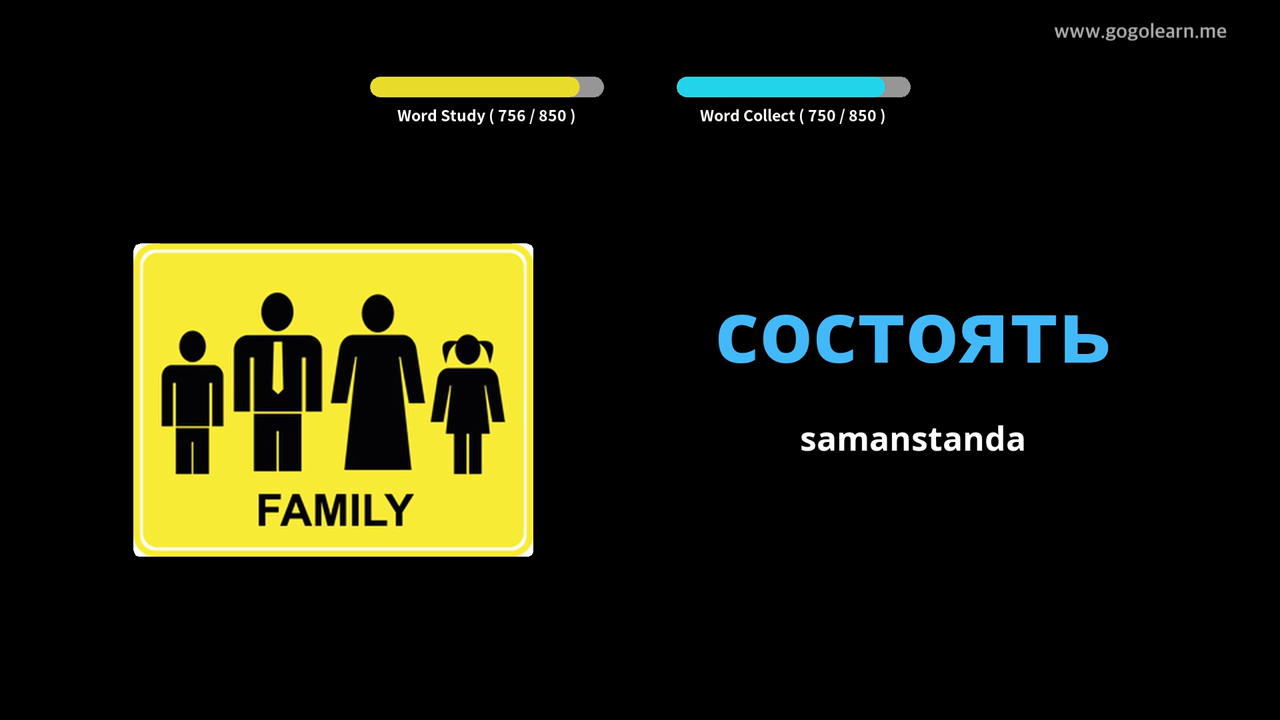 www.gogolearn.me
Word Study ( 756 / 850 )
Word Collect ( 750 / 850 )
FAMILY
состоять
samanstanda